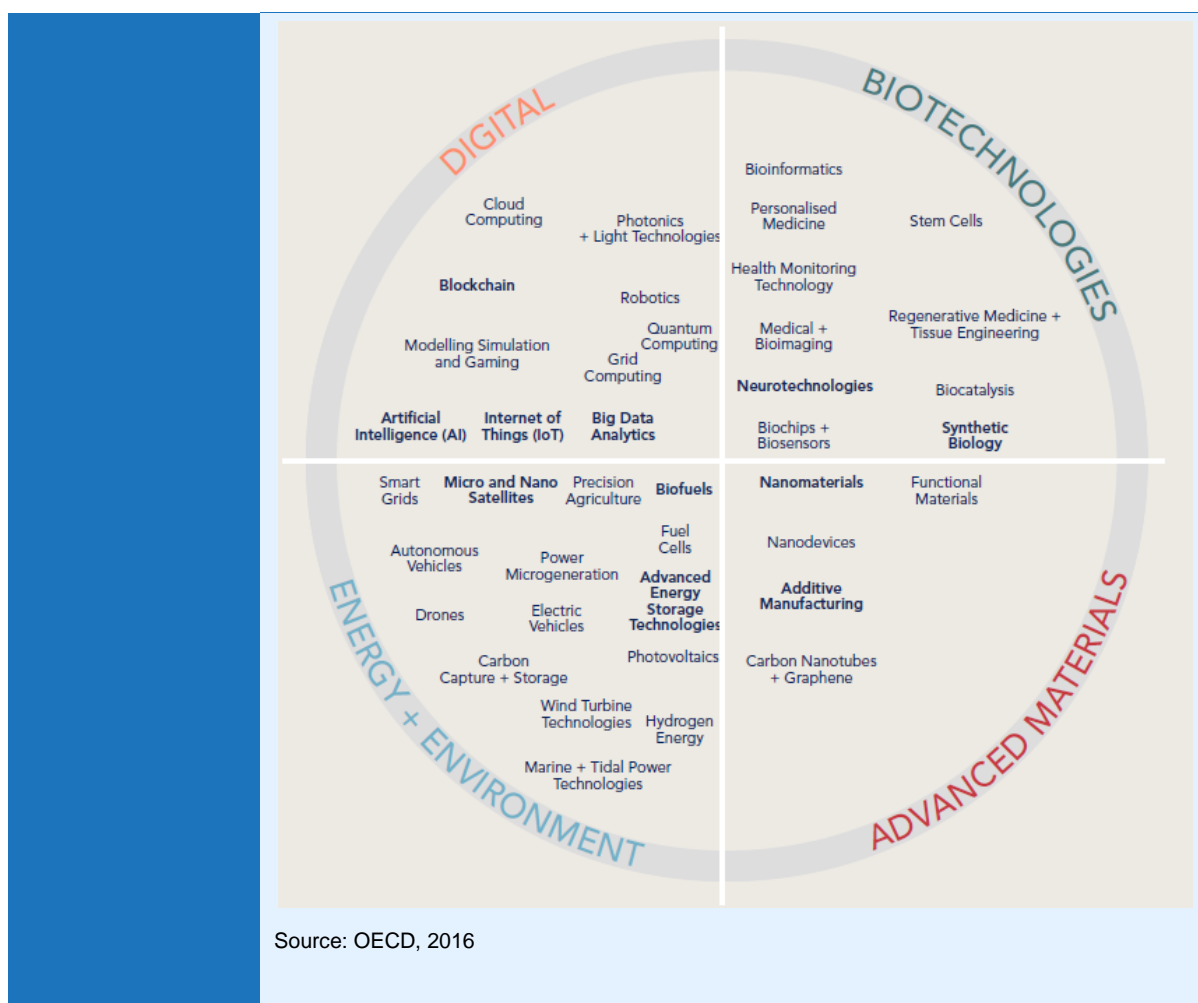 DIGITAL
Cloud
Computing
Photonics
+ Light Technologies
Blockchain
Robotics
Quantum
Computing
Modelling Simulation
and Gaming
Grid
Computing
Artificial
Intelligence (AI)
Internet of
Things (IoT)
Big Data
Analytics
BIOTECHNOLOGIES
Bioinformatics
Personalised
Medicine
Stem Cells
Health Monitoring
Technology
Regenerative Medicine +
Tissue Engineering
Medical +
Bioimaging
Neurotechnologies
Biocatalysis
Biochips +
Biosensors
Synthetic
Biology
ENERGY + ENVIRONMENT
Smart
Grids
Micro and Nano
Satellites
Precision
Agriculture
Biofuels
Fuel
Cells
Autonomous
Vehicles
Power
Microgeneration
Advanced
Energy
Storage
Technologies
Drones
Electric
Vehicles
Photovoltaics
Carbon
Capture + Storage
Wind Turbine
Technologies
Hydrogen
Energy
Marine + Tidal Power
Technologies
ADVANCED MATERIALS
Nanomaterials
Functional
Materials
Nanodevices
Additive
Manufacturing
Carbon Nanotubes
+ Graphene
Source: OECD, 2016